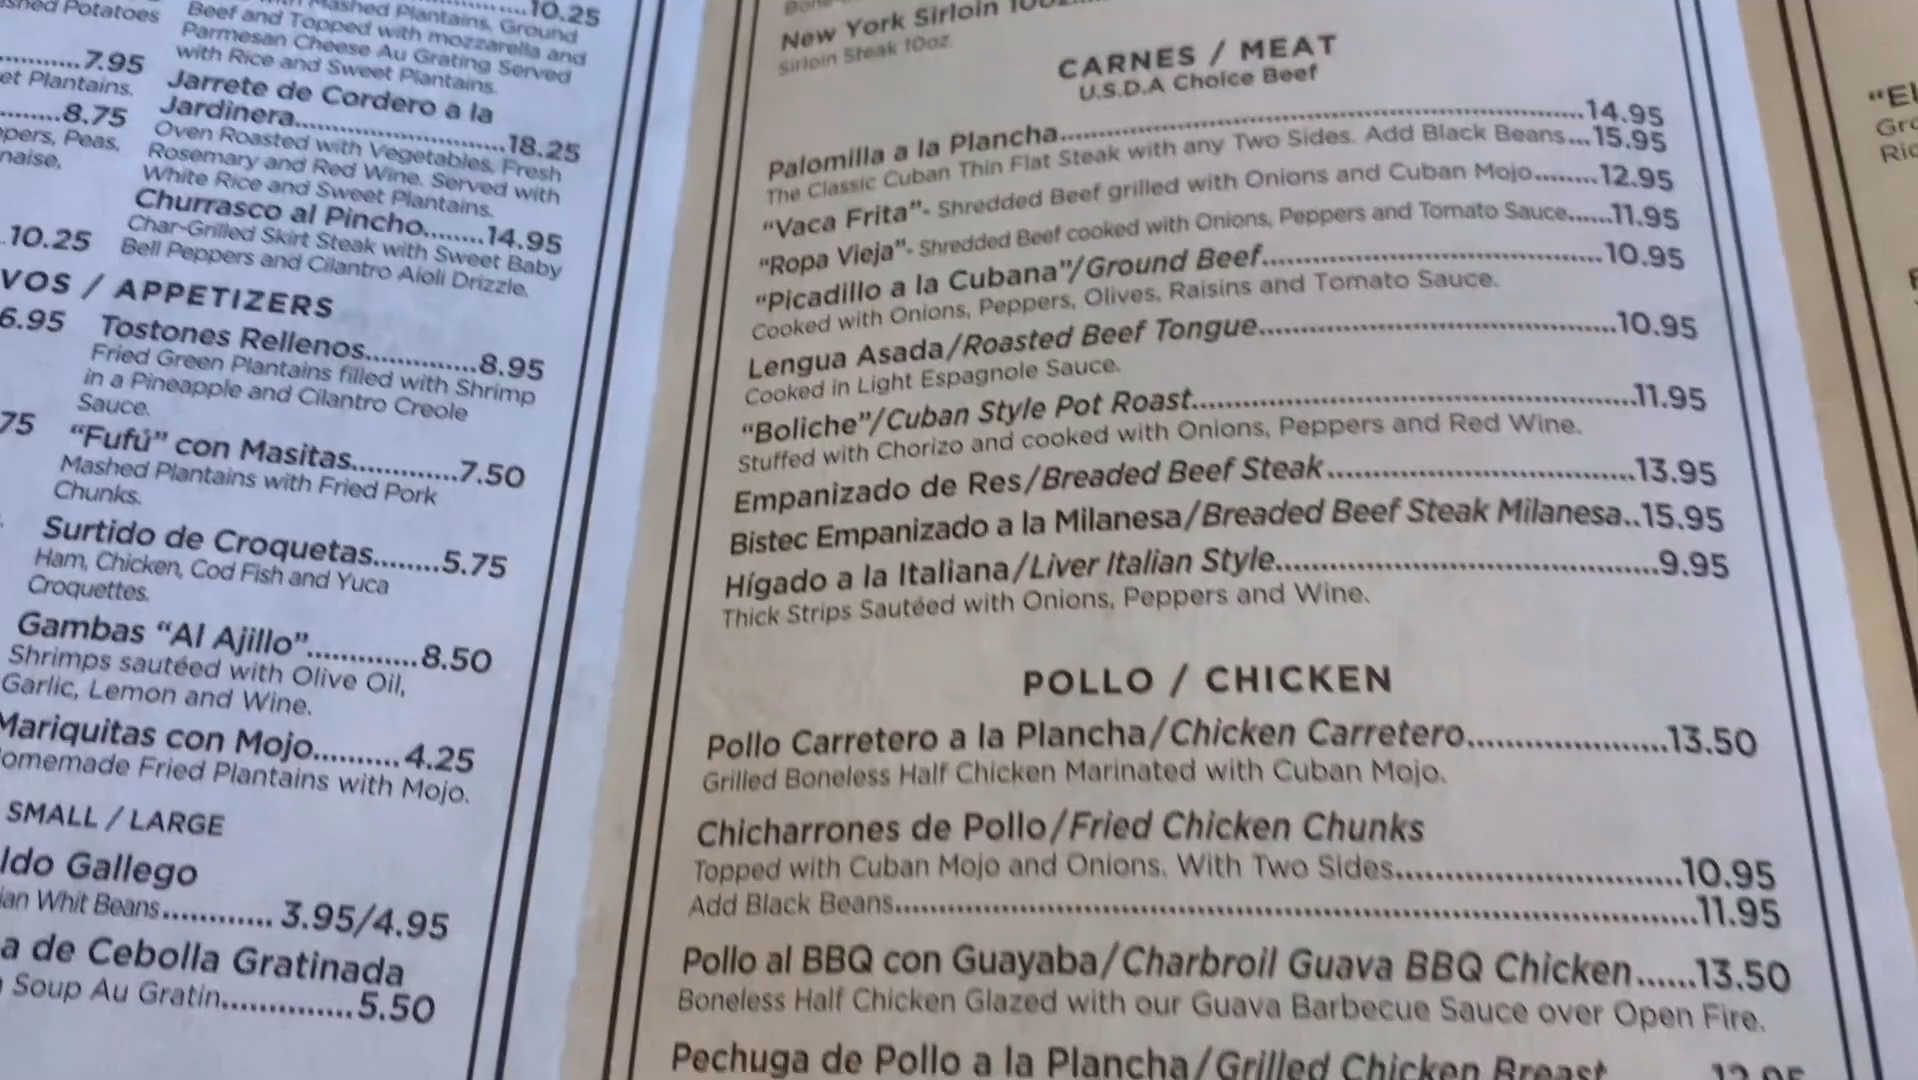 shed Potatoes
7.95
et Plantains.
8.75
pers, Peas,
naise,
10.25
Mashed Plantains, Ground 10.25
Beef and Topped with mozzarella and
Parmesan Cheese Au Grating Served
with Rice and Sweet Plantains.
Jarrete de Cordero a la
Jardinera..............................18.25
Oven Roasted with Vegetables, Fresh
Rosemary and Red Wine. Served with
White Rice and Sweet Plantains.
Churrasco al Pincho........14.95
Char-Grilled Skirt Steak with Sweet Baby
Bell Peppers and Cilantro Aioli Drizzle.
VOS / APPETIZERS
6.95
75
Tostones Rellenos.............8.95
Fried Green Plantains filled with Shrimp
in a Pineapple and Cilantro Creole
Sauce.
"Fufú" con Masitas.............7.50
Mashed Plantains with Fried Pork
Chunks.
Surtido de Croquetas........5.75
Ham, Chicken, Cod Fish and Yuca
Croquettes.
Gambas "Al Ajillo".............8.50
Shrimps sautéed with Olive Oil,
Garlic, Lemon and Wine.
Mariquitas con Mojo..........4.25
omemade Fried Plantains with Mojo.
SMALL / LARGE
ldo Gallego
ian Whit Beans............ 3.95/4.95
a de Cebolla Gratinada
Soup Au Gratin..............5.50
New York Sirloin 10oz
Sirloin Steak 10oz
CARNES / MEAT
U.S.D.A Choice Beef
Palomilla a la Plancha..............................14.95
The Classic Cuban Thin Flat Steak with any Two Sides. Add Black Beans...15.95
"Vaca Frita"- Shredded Beef grilled with Onions and Cuban Mojo........12.95
"Ropa Vieja"- Shredded Beef cooked with Onions, Peppers and Tomato Sauce......11.95
"Picadillo a la Cubana"/Ground Beef..............................10.95
Cooked with Onions, Peppers, Olives, Raisins and Tomato Sauce.
Lengua Asada/Roasted Beef Tongue..............................10.95
Cooked in Light Espagnole Sauce.
"Boliche"/Cuban Style Pot Roast..............................11.95
Stuffed with Chorizo and cooked with Onions, Peppers and Red Wine.
Empanizado de Res/Breaded Beef Steak..............................13.95
Bistec Empanizado a la Milanesa/Breaded Beef Steak Milanesa..15.95
Hígado a la Italiana/Liver Italian Style..............................9.95
Thick Strips Sautéed with Onions, Peppers and Wine.
POLLO / CHICKEN
Pollo Carretero a la Plancha/Chicken Carretero....................13.50
Grilled Boneless Half Chicken Marinated with Cuban Mojo.
Chicharrones de Pollo/Fried Chicken Chunks
Topped with Cuban Mojo and Onions. With Two Sides..............................10.95
Add Black Beans..............................11.95
Pollo al BBQ con Guayaba/Charbroil Guava BBQ Chicken......13.50
Boneless Half Chicken Glazed with our Guava Barbecue Sauce over Open Fire.
Pechuga de Pollo a la Plancha/Grilled Chicken Breast 12.95
"El
Gro
Ric